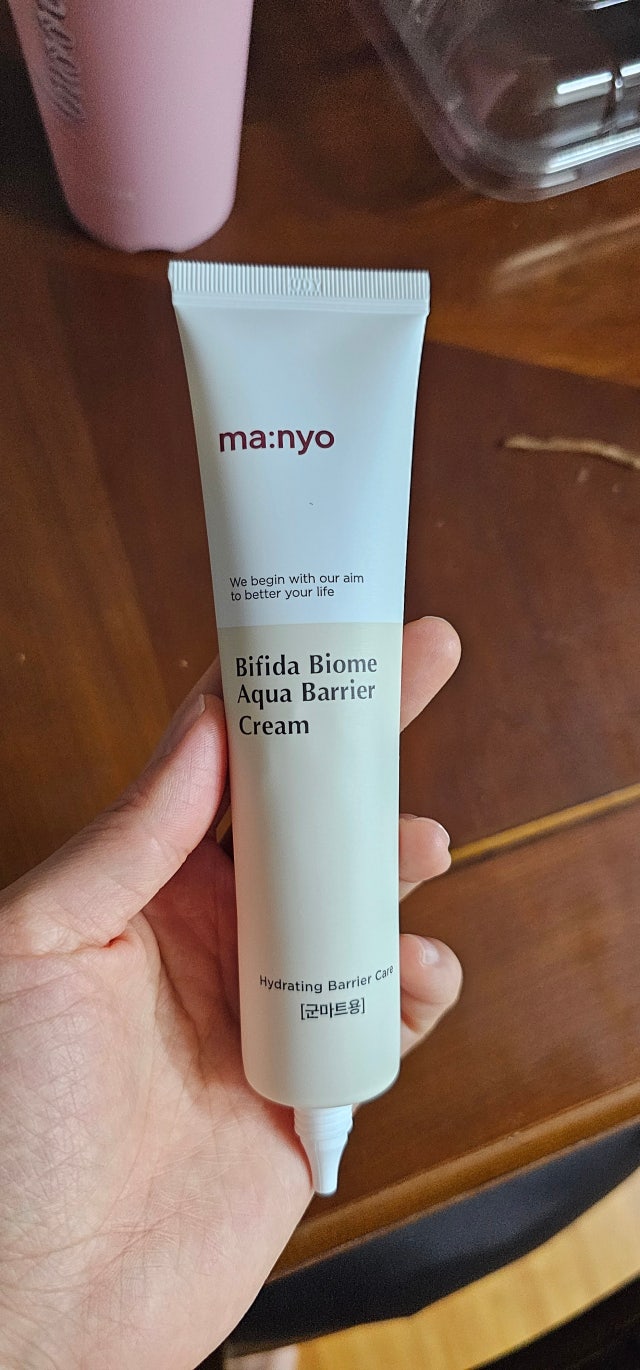 ma:nyo
We begin with our aim
to better your life
Bifida Biome
Aqua Barrier
Cream
Hydrating Barrier Care
[군마트용]